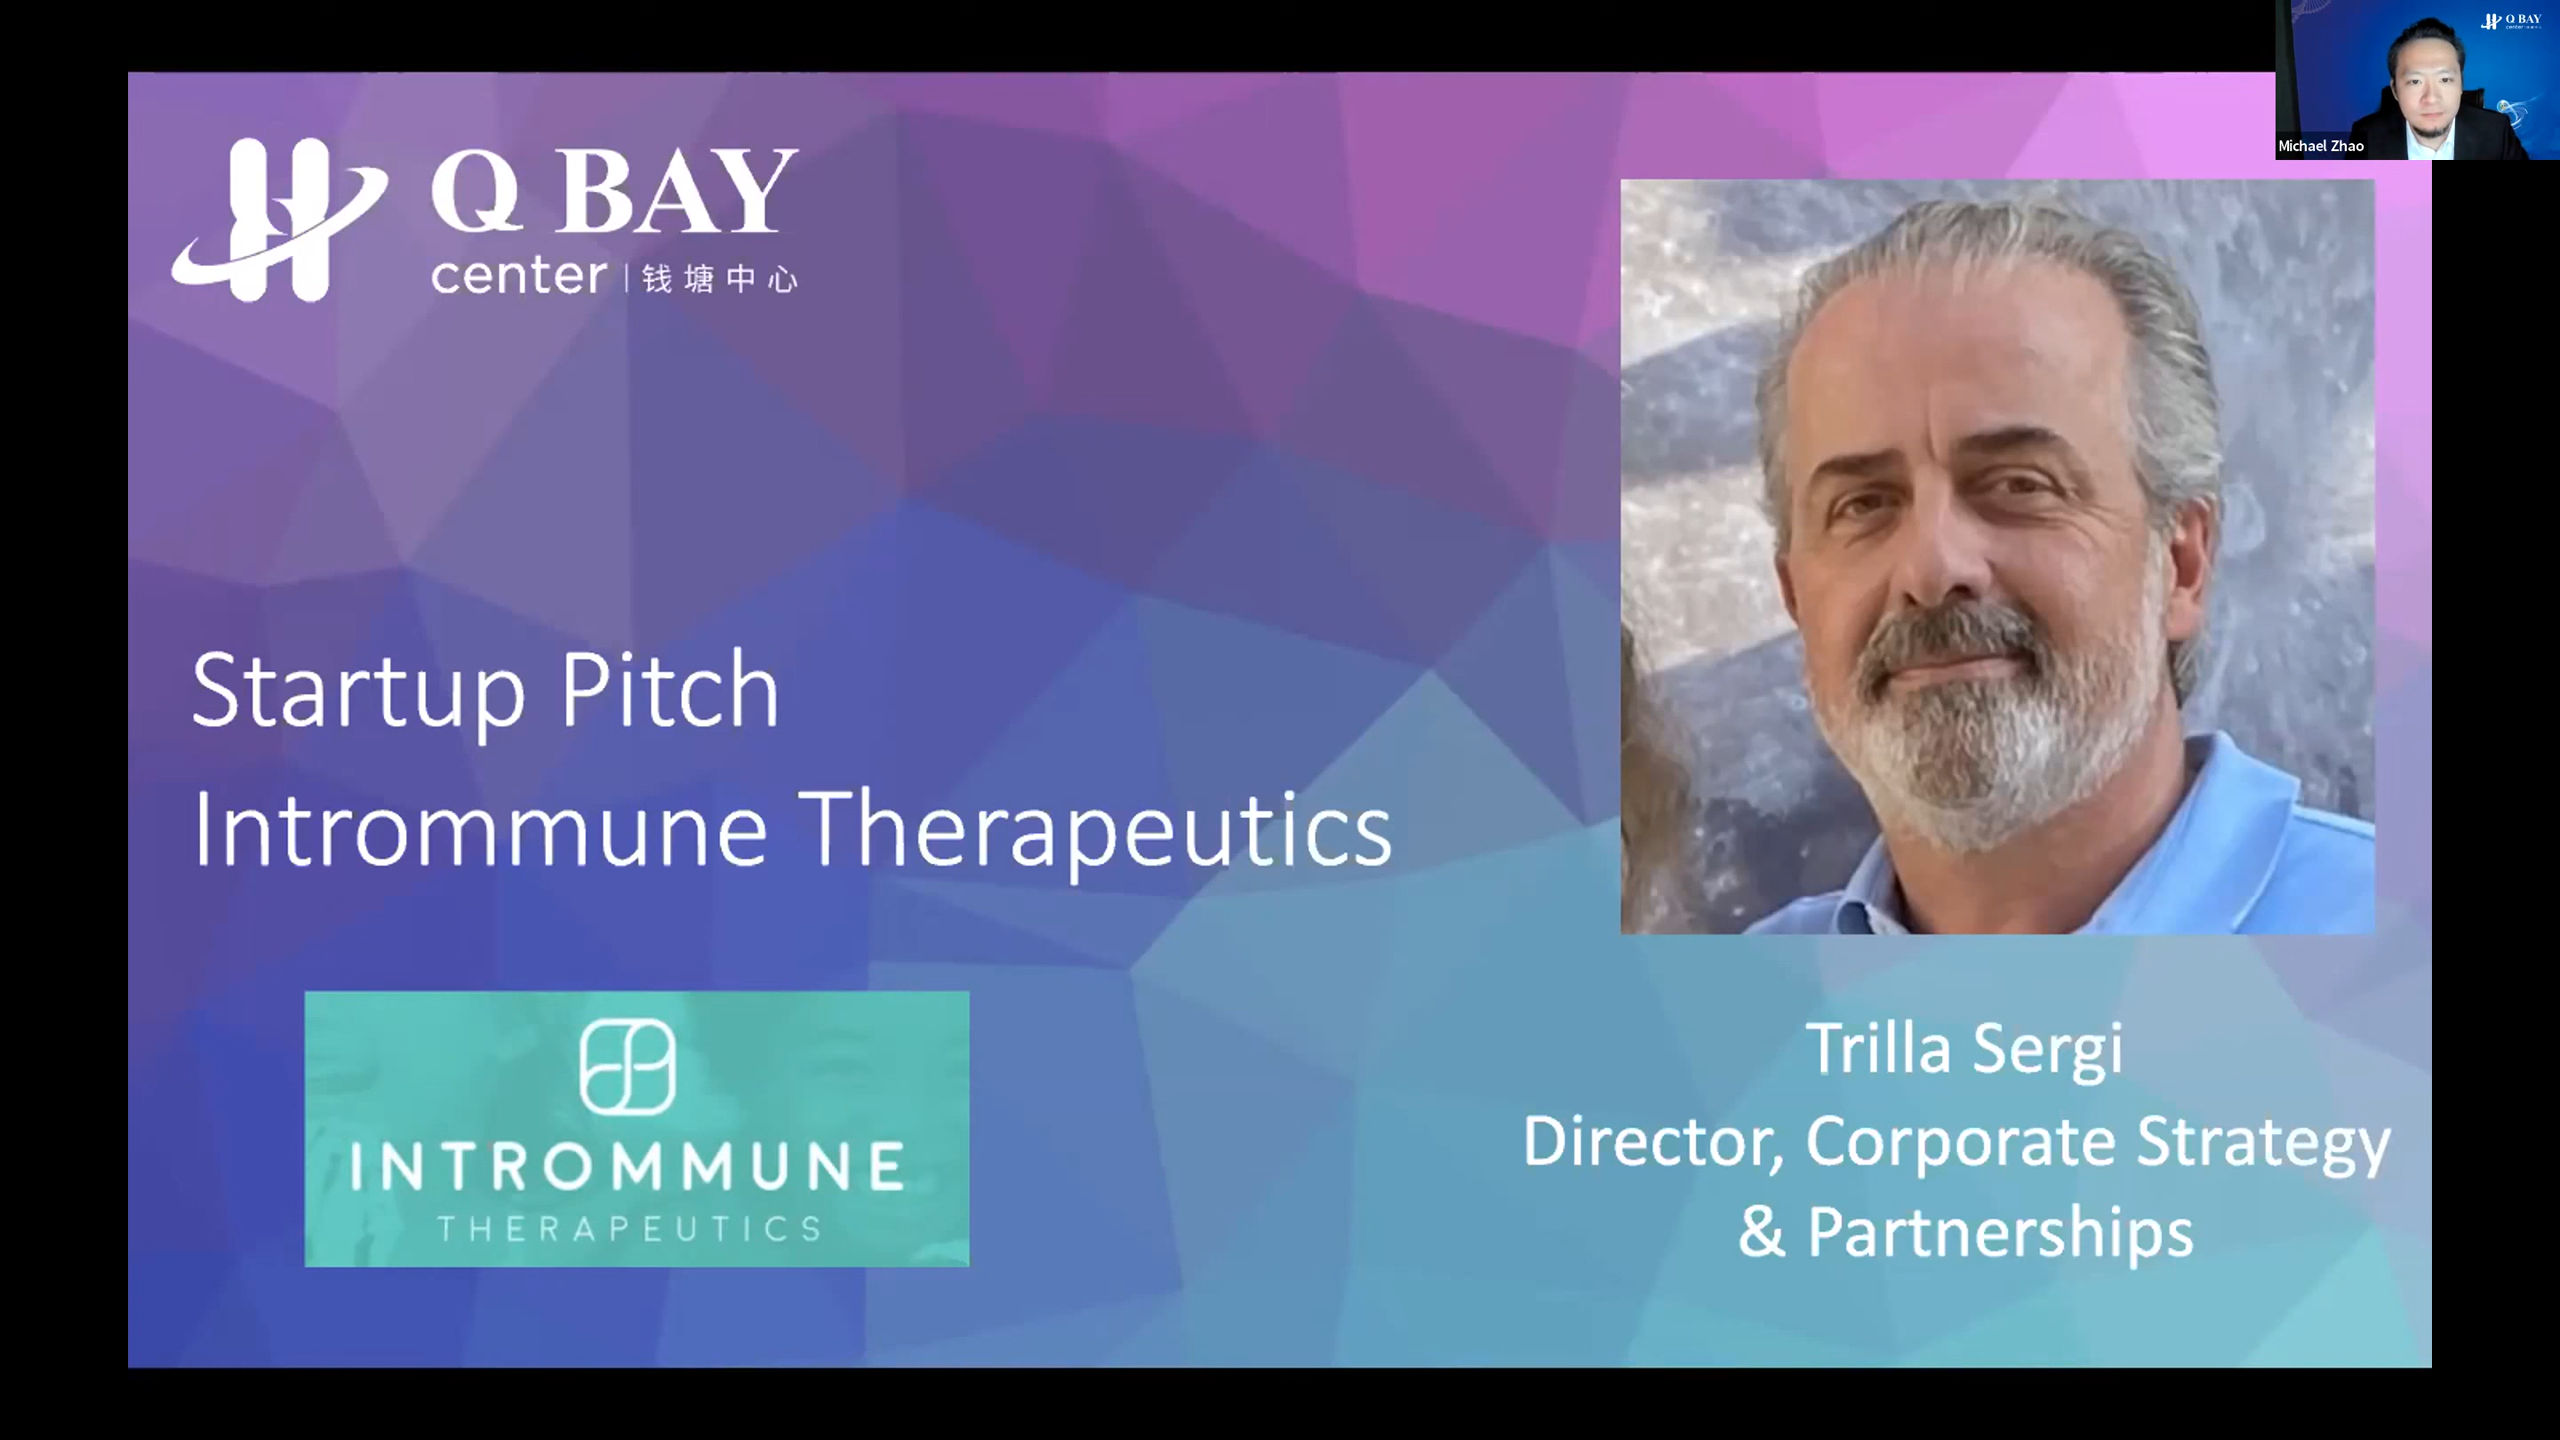 Q BAY
center | 钱塘中心
Q BAY
Michael Zhao
Startup Pitch
Intrommune Therapeutics
INTROMMUNE
THERAPEUTICS
Trilla Sergi
Director, Corporate Strategy
& Partnerships